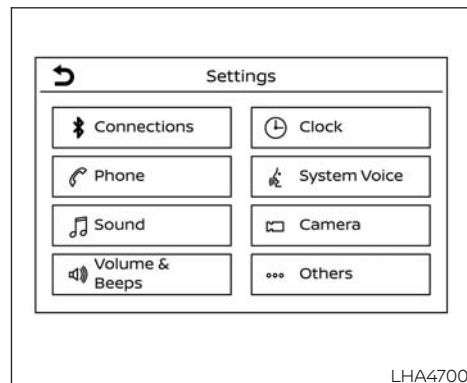 Settings
Connections
Clock
Phone
System Voice
Sound
Camera
Volume &
Beeps
Others
LHA4700